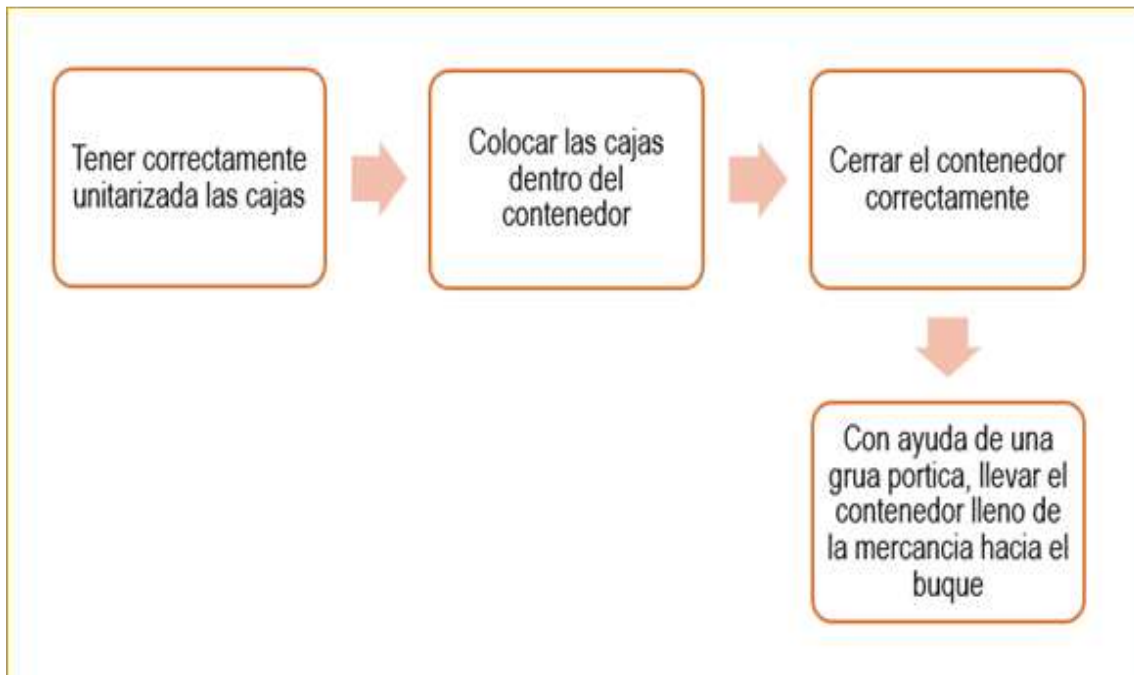 Tener correctamente
unitarizada las cajas
Colocar las cajas
dentro del
contenedor
Cerrar el contenedor
correctamente
Con ayuda de una
grua portica, llevar el
contenedor lleno de
la mercancia hacia el
buque